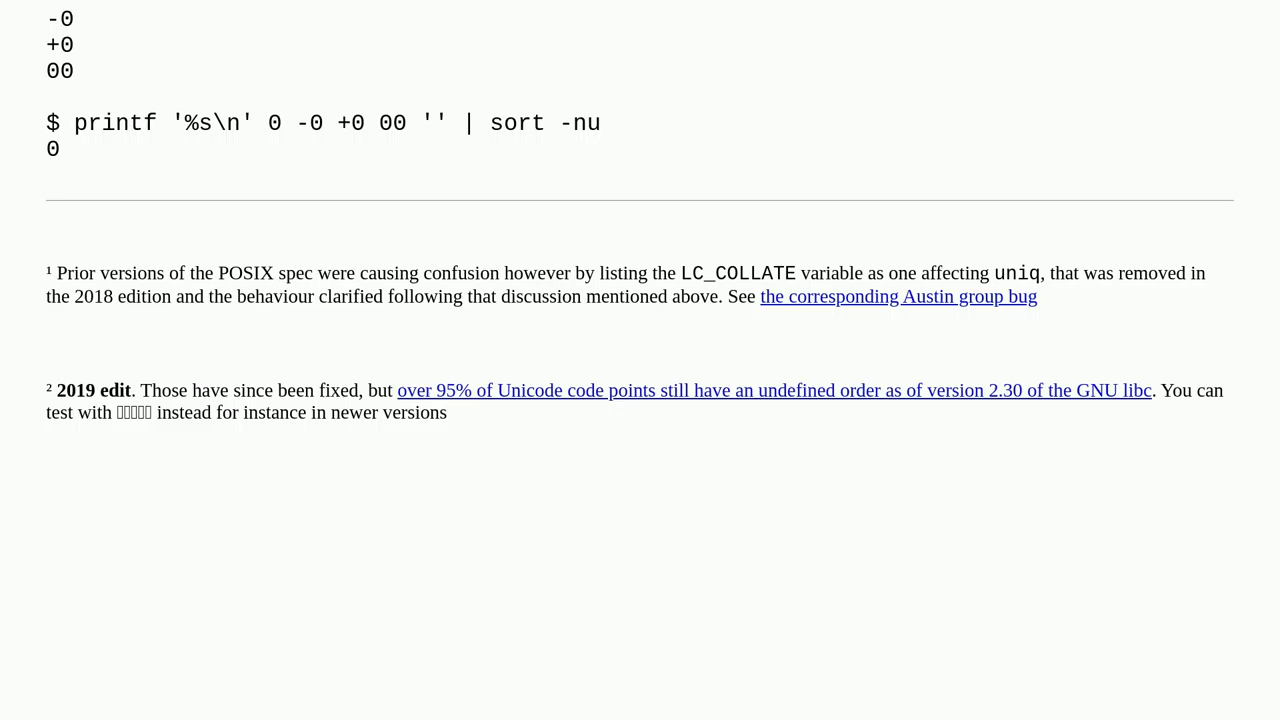 -0
+0
00
$ printf '%s\n' 0 -0 +0 00 '' | sort -nu
0
¹ Prior versions of the POSIX spec were causing confusion however by listing the LC_COLLATE variable as one affecting uniq, that was removed in
the 2018 edition and the behaviour clarified following that discussion mentioned above. See the corresponding Austin group bug
² 2019 edit. Those have since been fixed, but over 95% of Unicode code points still have an undefined order as of version 2.30 of the GNU libc. You can
test with instead for instance in newer versions